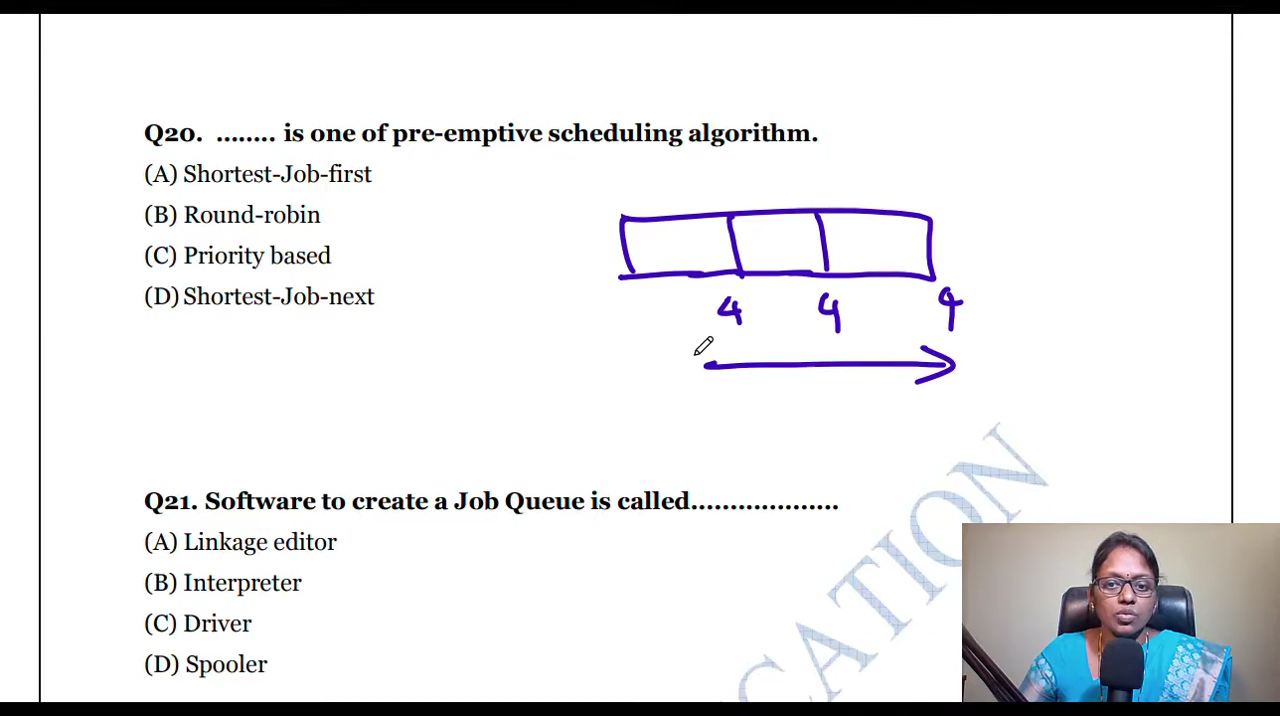 Q20. ........ is one of pre-emptive scheduling algorithm.
(A) Shortest-Job-first
(B) Round-robin
(C) Priority based
(D) Shortest-Job-next
4 4 4
Q21. Software to create a Job Queue is called...................
(A) Linkage editor
(B) Interpreter
(C) Driver
(D) Spooler
CATION